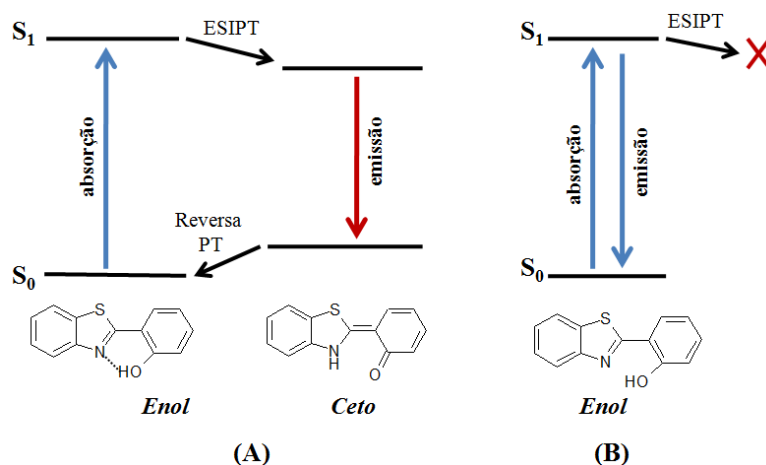 S1
ESIPT
absorção
emissão
Reversa
PT
S0
S
N
HO
Enol
S
N
H
O
Ceto
(A)
S1
ESIPT
absorção
emissão
S0
S
N
HO
Enol
(B)